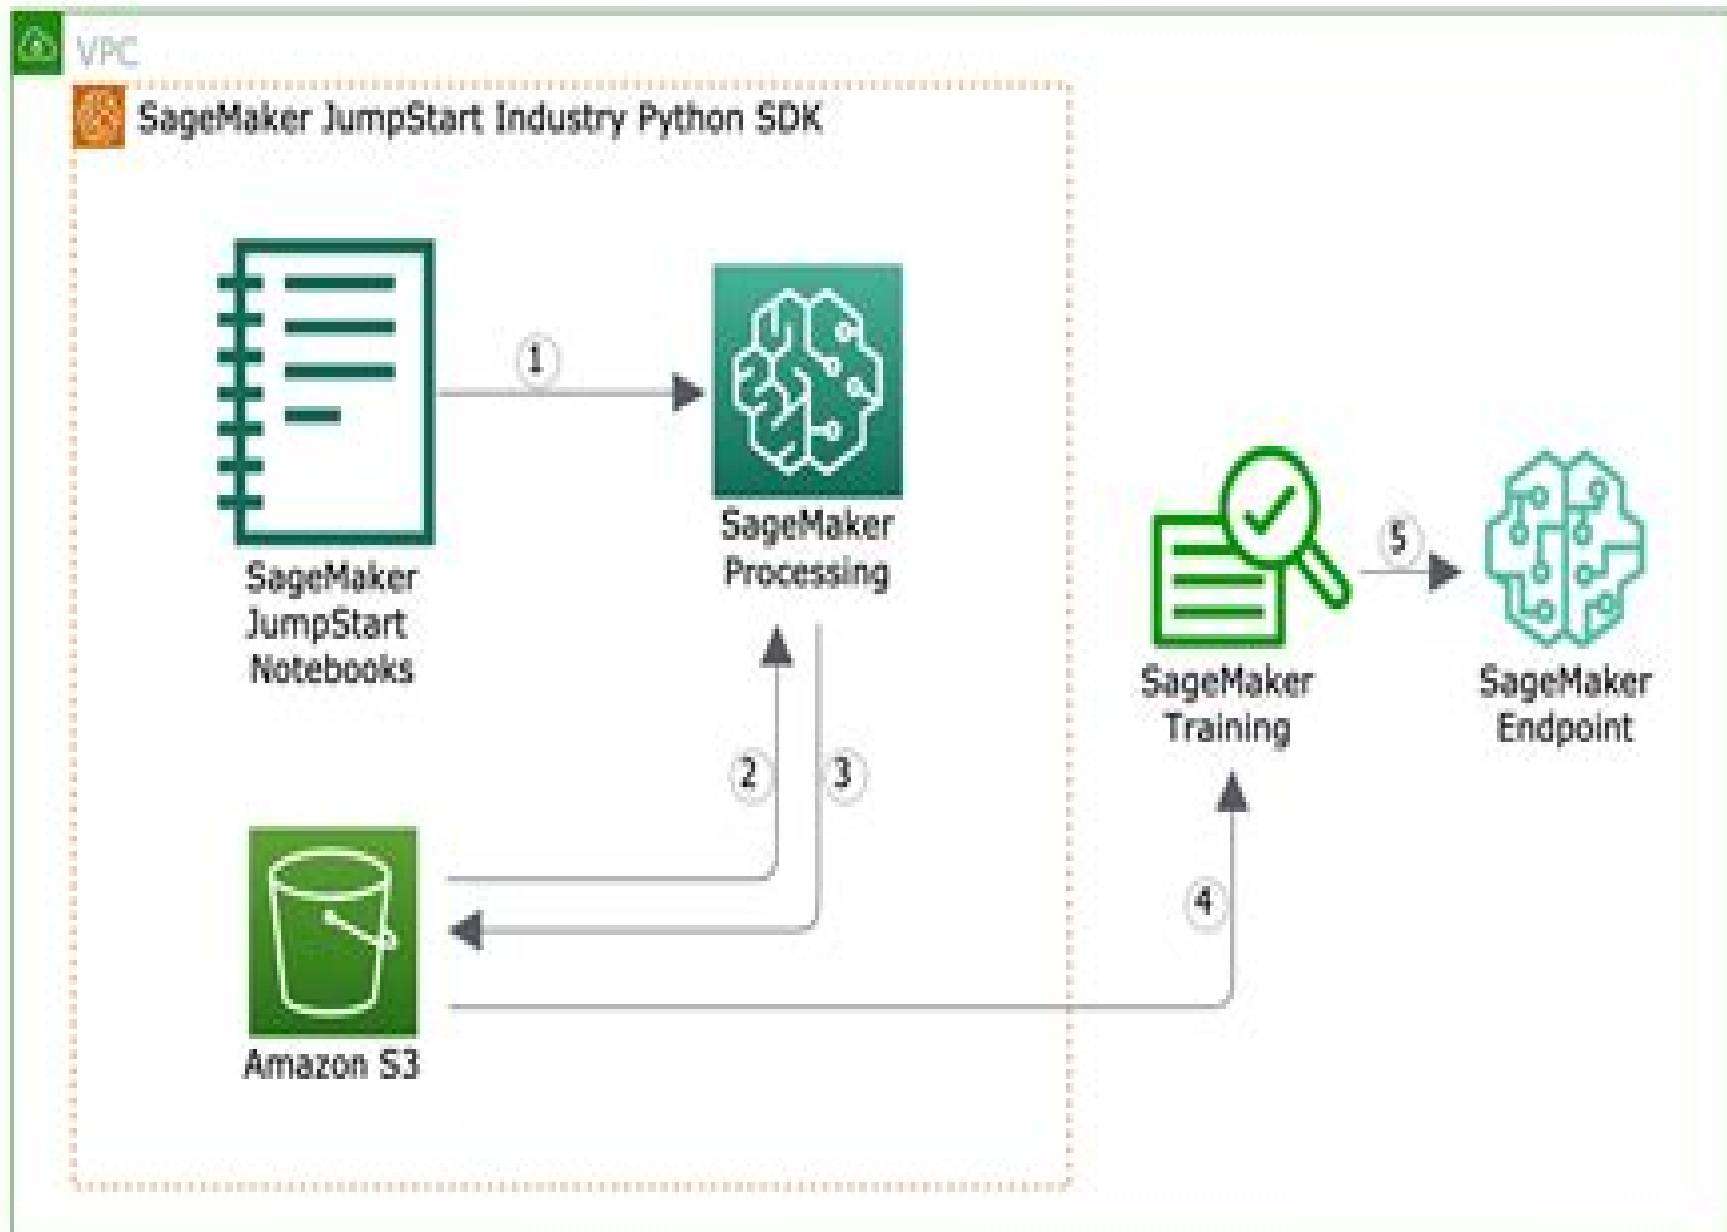 VPC
SageMaker JumpStart Industry Python SDK
1
SageMaker
JumpStart
Notebooks
SageMaker
Processing
2
3
Amazon S3
4
SageMaker
Training
5
SageMaker
Endpoint